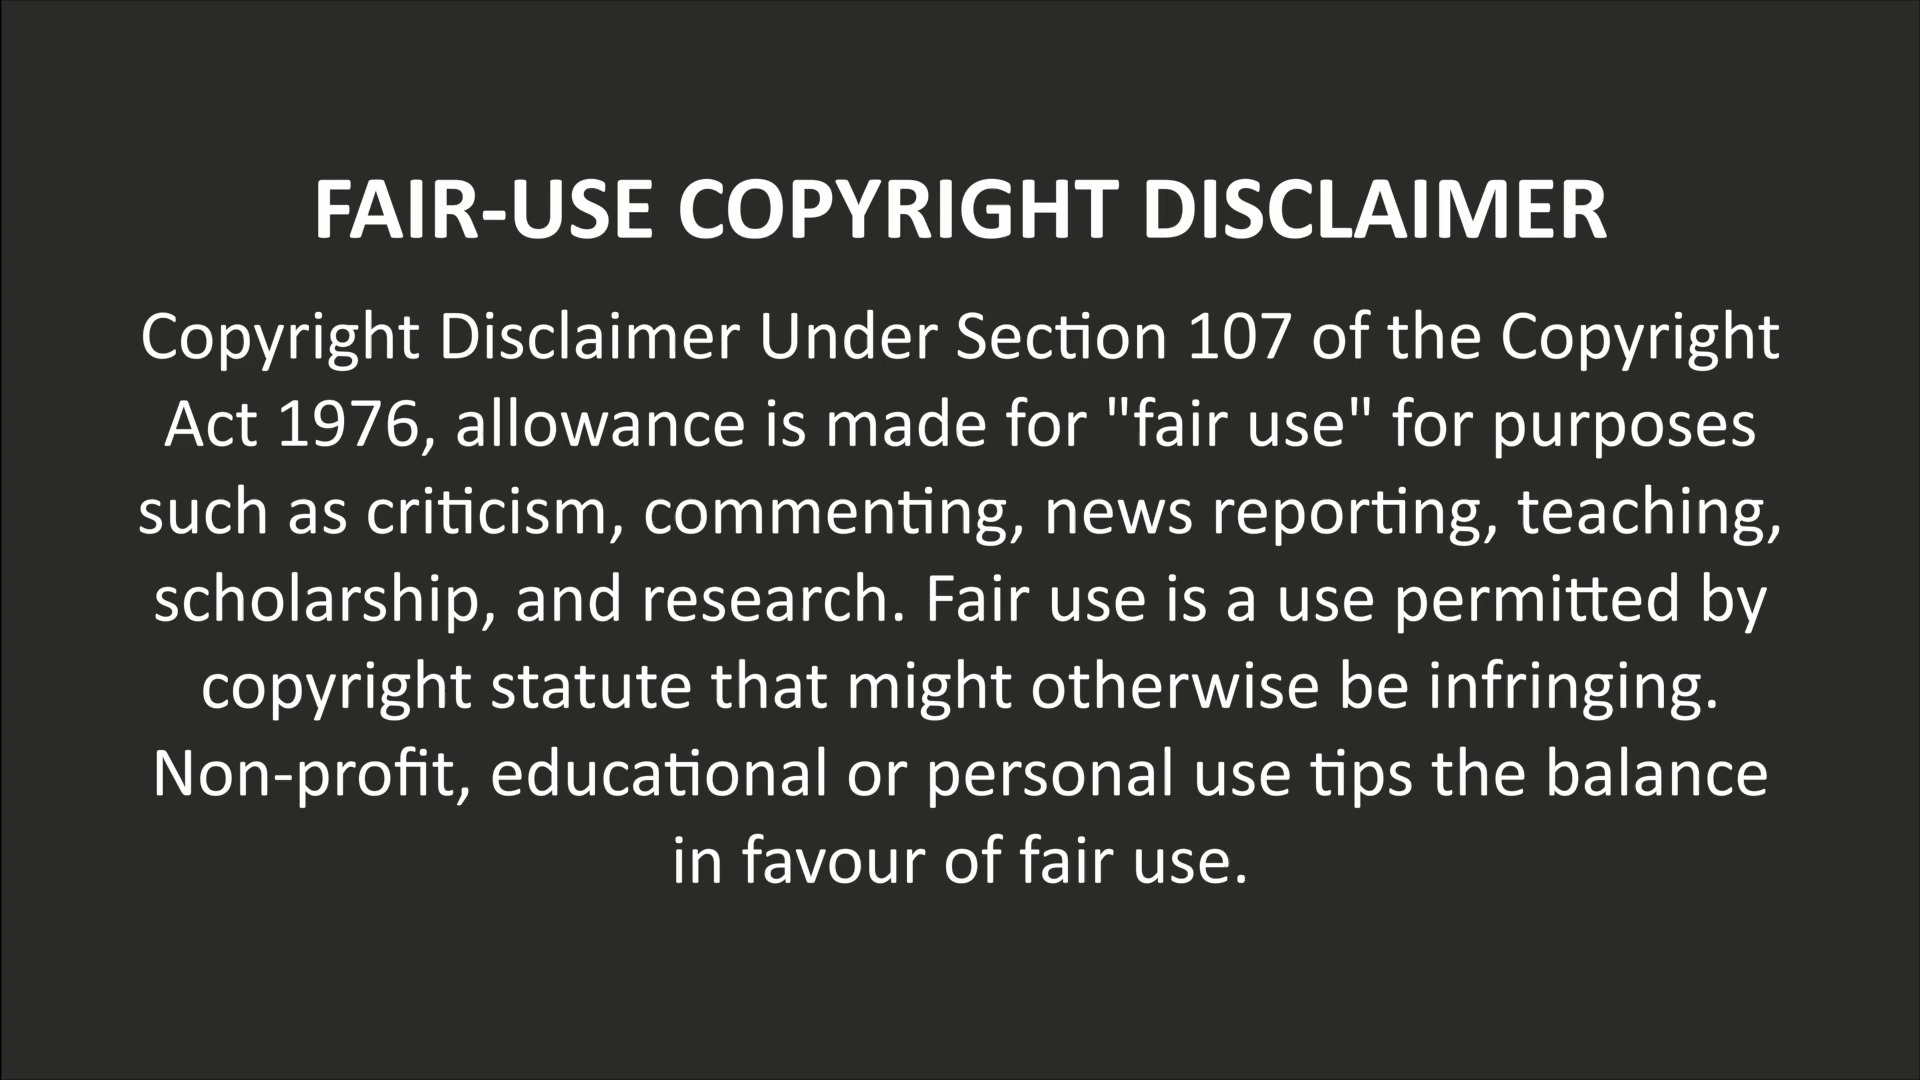 FAIR-USE COPYRIGHT DISCLAIMER
Copyright Disclaimer Under Section 107 of the Copyright
Act 1976, allowance is made for "fair use" for purposes
such as criticism, commenting, news reporting, teaching,
scholarship, and research. Fair use is a use permitted by
copyright statute that might otherwise be infringing.
Non-profit, educational or personal use tips the balance
in favour of fair use.